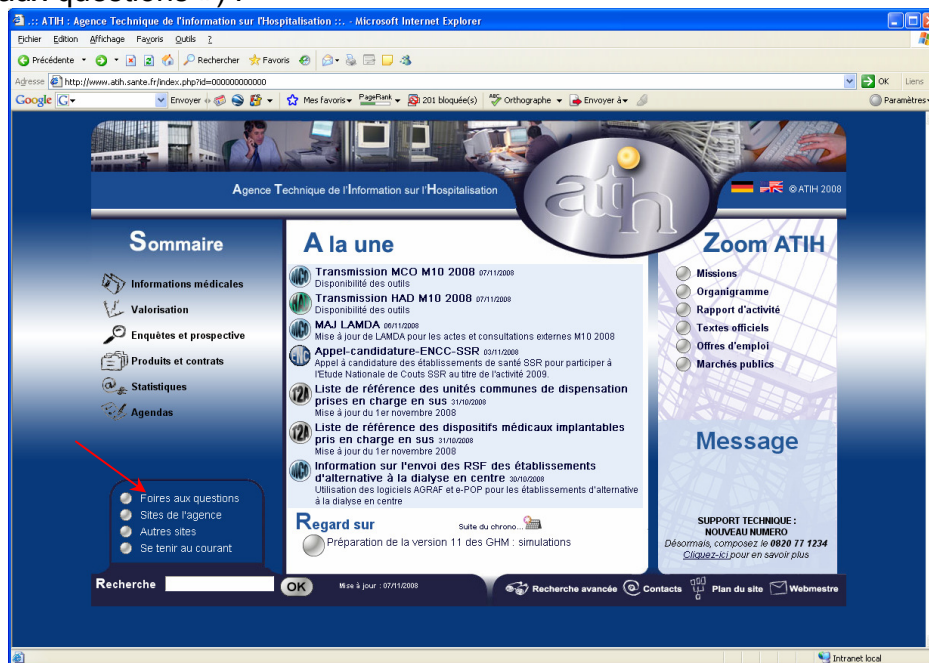 aux questions » ) :
.:: ATIH : Agence Technique de l'information sur l'Hospitalisation ::. - Microsoft Internet Explorer
Fichier Edition Affichage Favoris Outils ?
Précédente Rechercher Favoris
Adresse http://www.atih.sante.fr/index.php?id=000000000000 OK Liens
Google Envoyer Mes favoris PageRank 201 bloquée(s) Orthographe Envoyer à Paramètres
Agence Technique de l'Information sur l'Hospitalisation
atih
© ATIH 2008
Sommaire
Informations médicales
Valorisation
Enquêtes et prospective
Produits et contrats
Statistiques
Agendas
Foires aux questions
Sites de l'agence
Autres sites
Se tenir au courant
A la une
Transmission MCO M10 2008 07/11/2008
Disponibilité des outils
Transmission HAD M10 2008 07/11/2008
Disponibilité des outils
MAJ LAMDA 06/11/2008
Mise à jour de LAMDA pour les actes et consultations externes M10 2008
Appel-candidature-ENCC-SSR 03/11/2008
Appel à candidature des établissements de santé SSR pour participer à
l'Etude Nationale de Couts SSR au titre de l'activité 2009.
Liste de référence des unités communes de dispensation
prises en charge en sus 31/10/2008
Mise à jour du 1er novembre 2008
Liste de référence des dispositifs médicaux implantables
pris en charge en sus 31/10/2008
Mise à jour du 1er novembre 2008
Information sur l'envoi des RSF des établissements
d'alternative à la dialyse en centre 30/10/2008
Utilisation des logiciels AGRAF et e-POP pour les établissements d'alternative
à la dialyse en centre
Regard sur
Suite du chrono...
Préparation de la version 11 des GHM : simulations
Zoom ATIH
Missions
Organigramme
Rapport d'activité
Textes officiels
Offres d'emploi
Marchés publics
Message
SUPPORT TECHNIQUE :
NOUVEAU NUMERO
Désormais, composez le 0820 77 1234
Cliquez-ici pour en savoir plus
Recherche OK Mise à jour : 07/11/2008 Recherche avancée Contacts Plan du site Webmestre
Intranet local